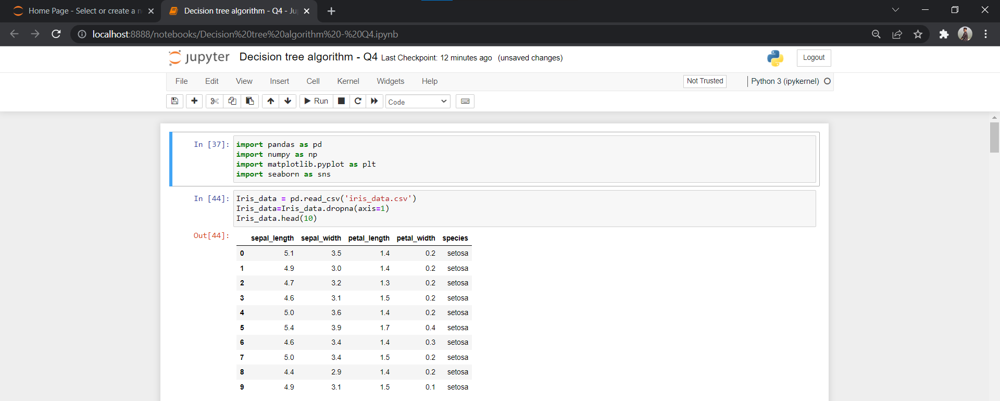 Home Page - Select or create a n
Decision tree algorithm - Q4 - Ju
localhost:8888/notebooks/Decision%20tree%20algorithm%20-%20Q4.ipynb
jupyter Decision tree algorithm - Q4 Last Checkpoint: 12 minutes ago (unsaved changes) Logout
File Edit View Insert Cell Kernel Widgets Help Not Trusted Python 3 (ipykernel)
Run Code
In [37]: import pandas as pd
import numpy as np
import matplotlib.pyplot as plt
import seaborn as sns
In [44]: Iris_data = pd.read_csv('iris_data.csv')
Iris_data=Iris_data.dropna(axis=1)
Iris_data.head(10)
Out[44]:
sepal_length sepal_width petal_length petal_width species
0 5.1 3.5 1.4 0.2 setosa
1 4.9 3.0 1.4 0.2 setosa
2 4.7 3.2 1.3 0.2 setosa
3 4.6 3.1 1.5 0.2 setosa
4 5.0 3.6 1.4 0.2 setosa
5 5.4 3.9 1.7 0.4 setosa
6 4.6 3.4 1.4 0.3 setosa
7 5.0 3.4 1.5 0.2 setosa
8 4.4 2.9 1.4 0.2 setosa
9 4.9 3.1 1.5 0.1 setosa